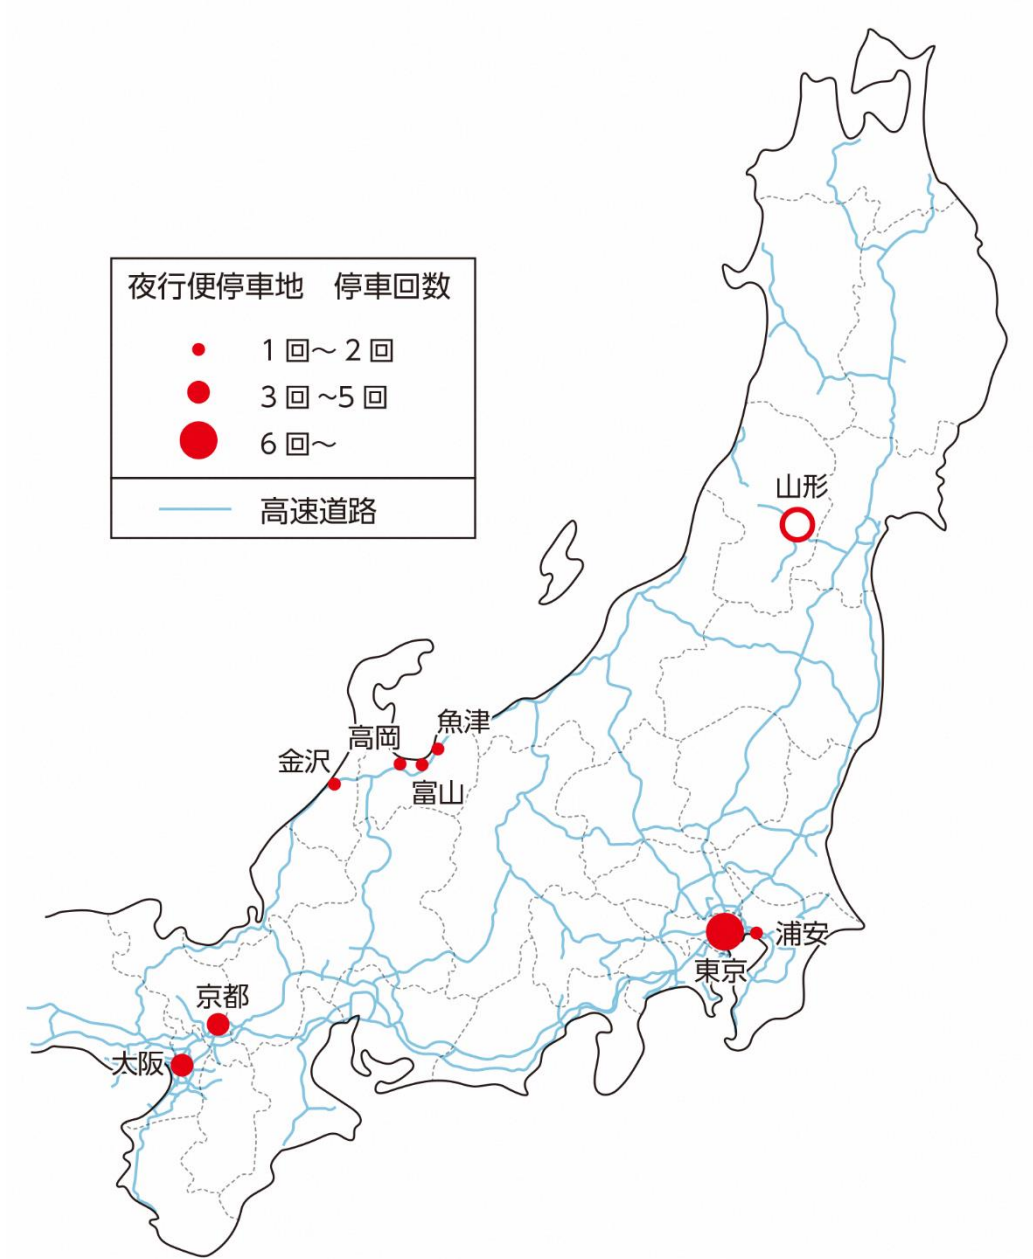 夜行便停車地　停車回数
1回～2回
3回~5回
6回～
高速道路
山形
魚津
高岡
金沢
富山
浦安
東京
京都
大阪